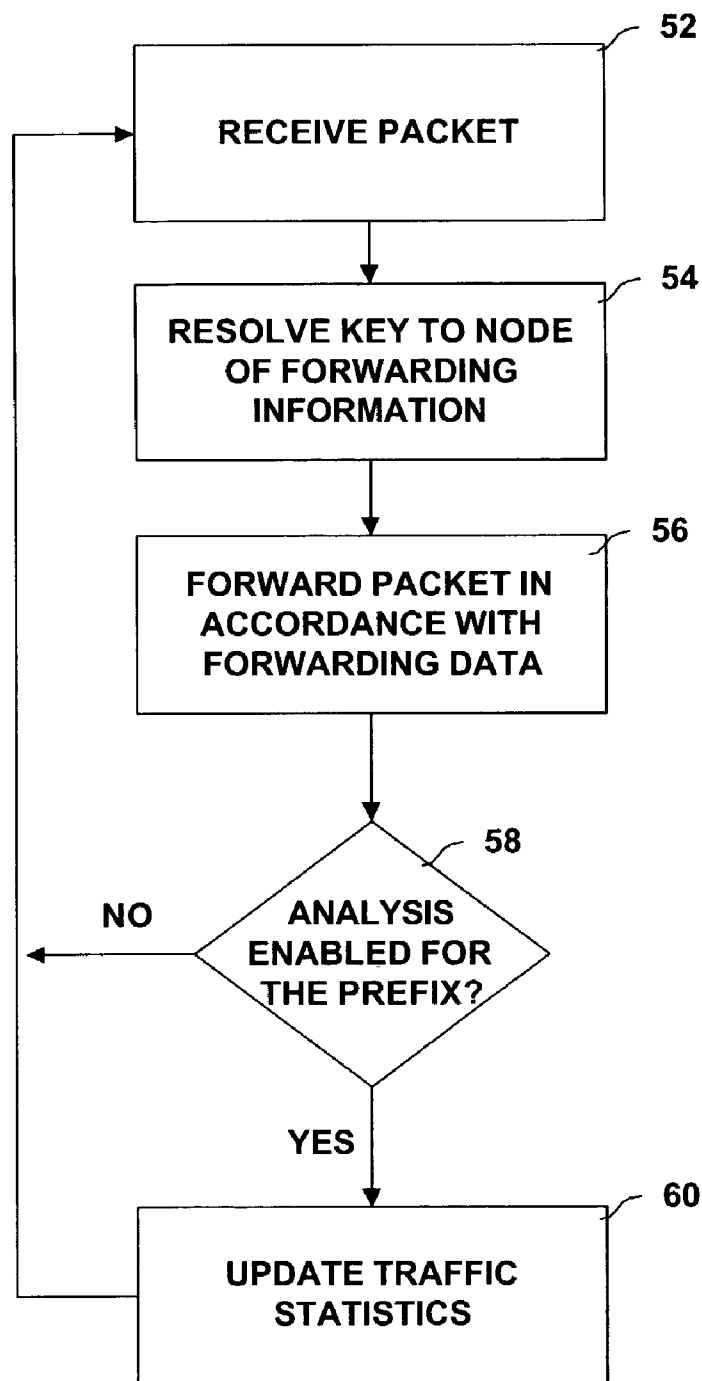 52
RECEIVE PACKET
54
RESOLVE KEY TO NODE
OF FORWARDING
INFORMATION
56
FORWARD PACKET IN
ACCORDANCE WITH
FORWARDING DATA
58
NO
ANALYSIS
ENABLED FOR
THE PREFIX?
YES
60
UPDATE TRAFFIC
STATISTICS